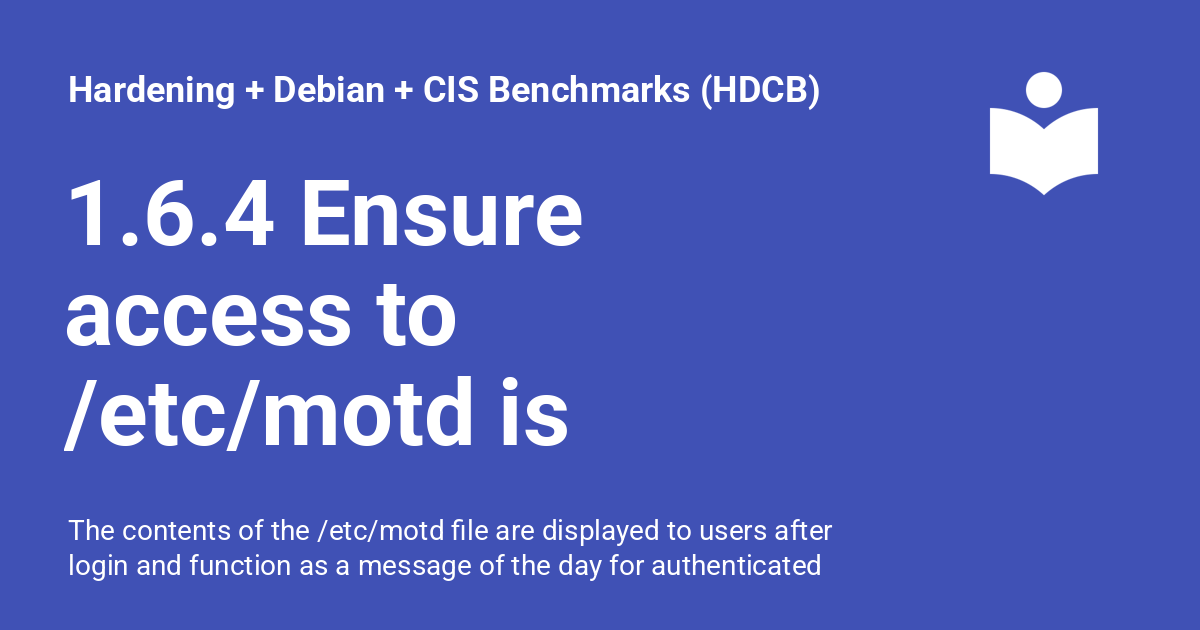 Hardening + Debian + CIS Benchmarks (HDCB)
1.6.4 Ensure
access to
/etc/motd is
The contents of the /etc/motd file are displayed to users after
login and function as a message of the day for authenticated